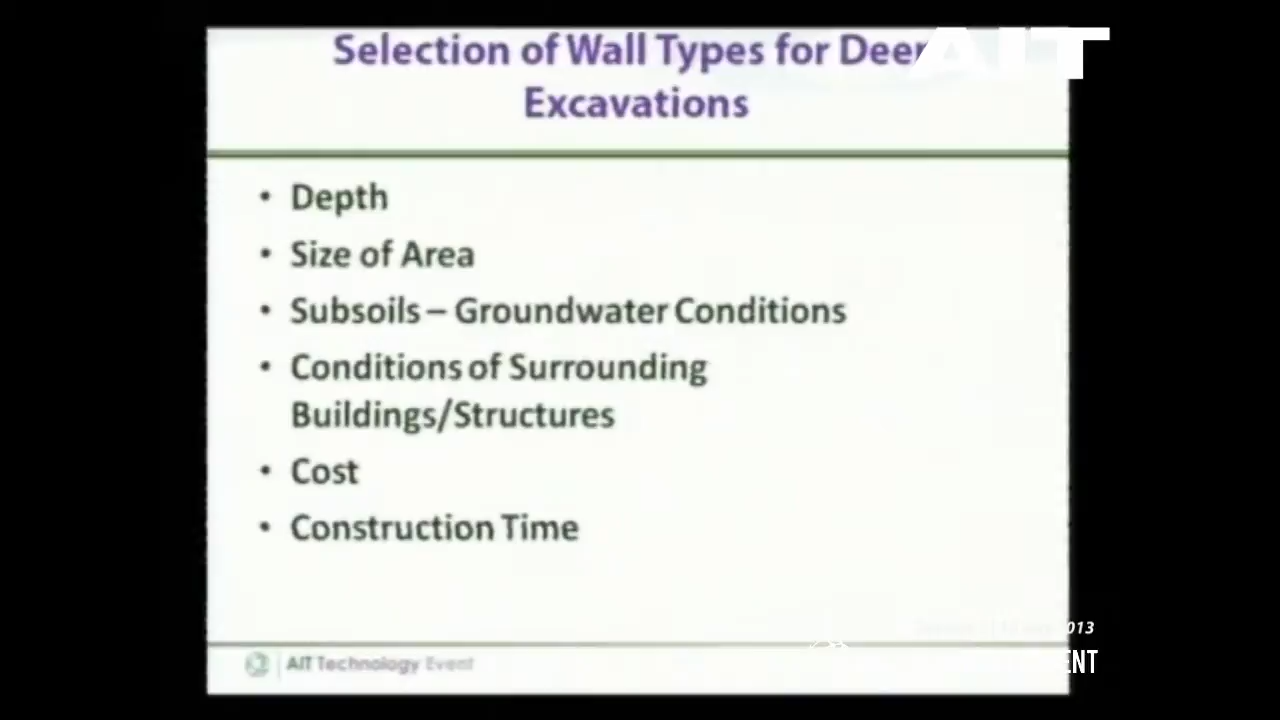 AIT
Selection of Wall Types for Deep
Excavations
• Depth
• Size of Area
• Subsoils – Groundwater Conditions
• Conditions of Surrounding
Buildings/Structures
• Cost
• Construction Time
AIT Technology Event